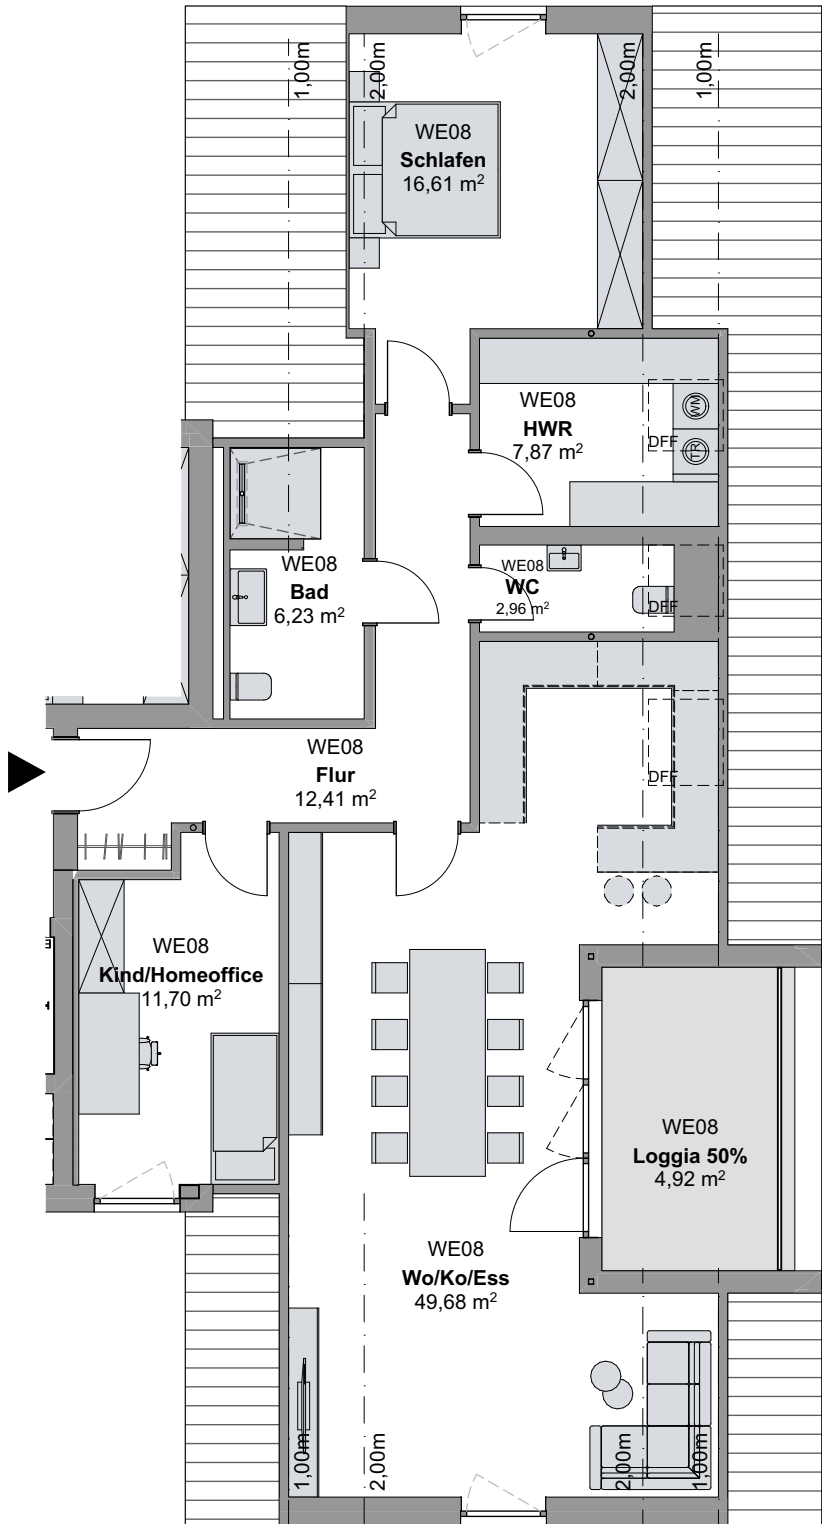 1,00m
2,00m
2,00m
1,00m
WE08
Schlafen
16,61 m²
WE08
HWR
7,87 m²
WM
TR
DFF
WE08
Bad
6,23 m²
WE08
WC
2,96 m²
DFF
WE08
Flur
12,41 m²
DFF
WE08
Kind/Homeoffice
11,70 m²
WE08
Loggia 50%
4,92 m²
WE08
Wo/Ko/Ess
49,68 m²
1,00m
2,00m
2,00m
1,00m